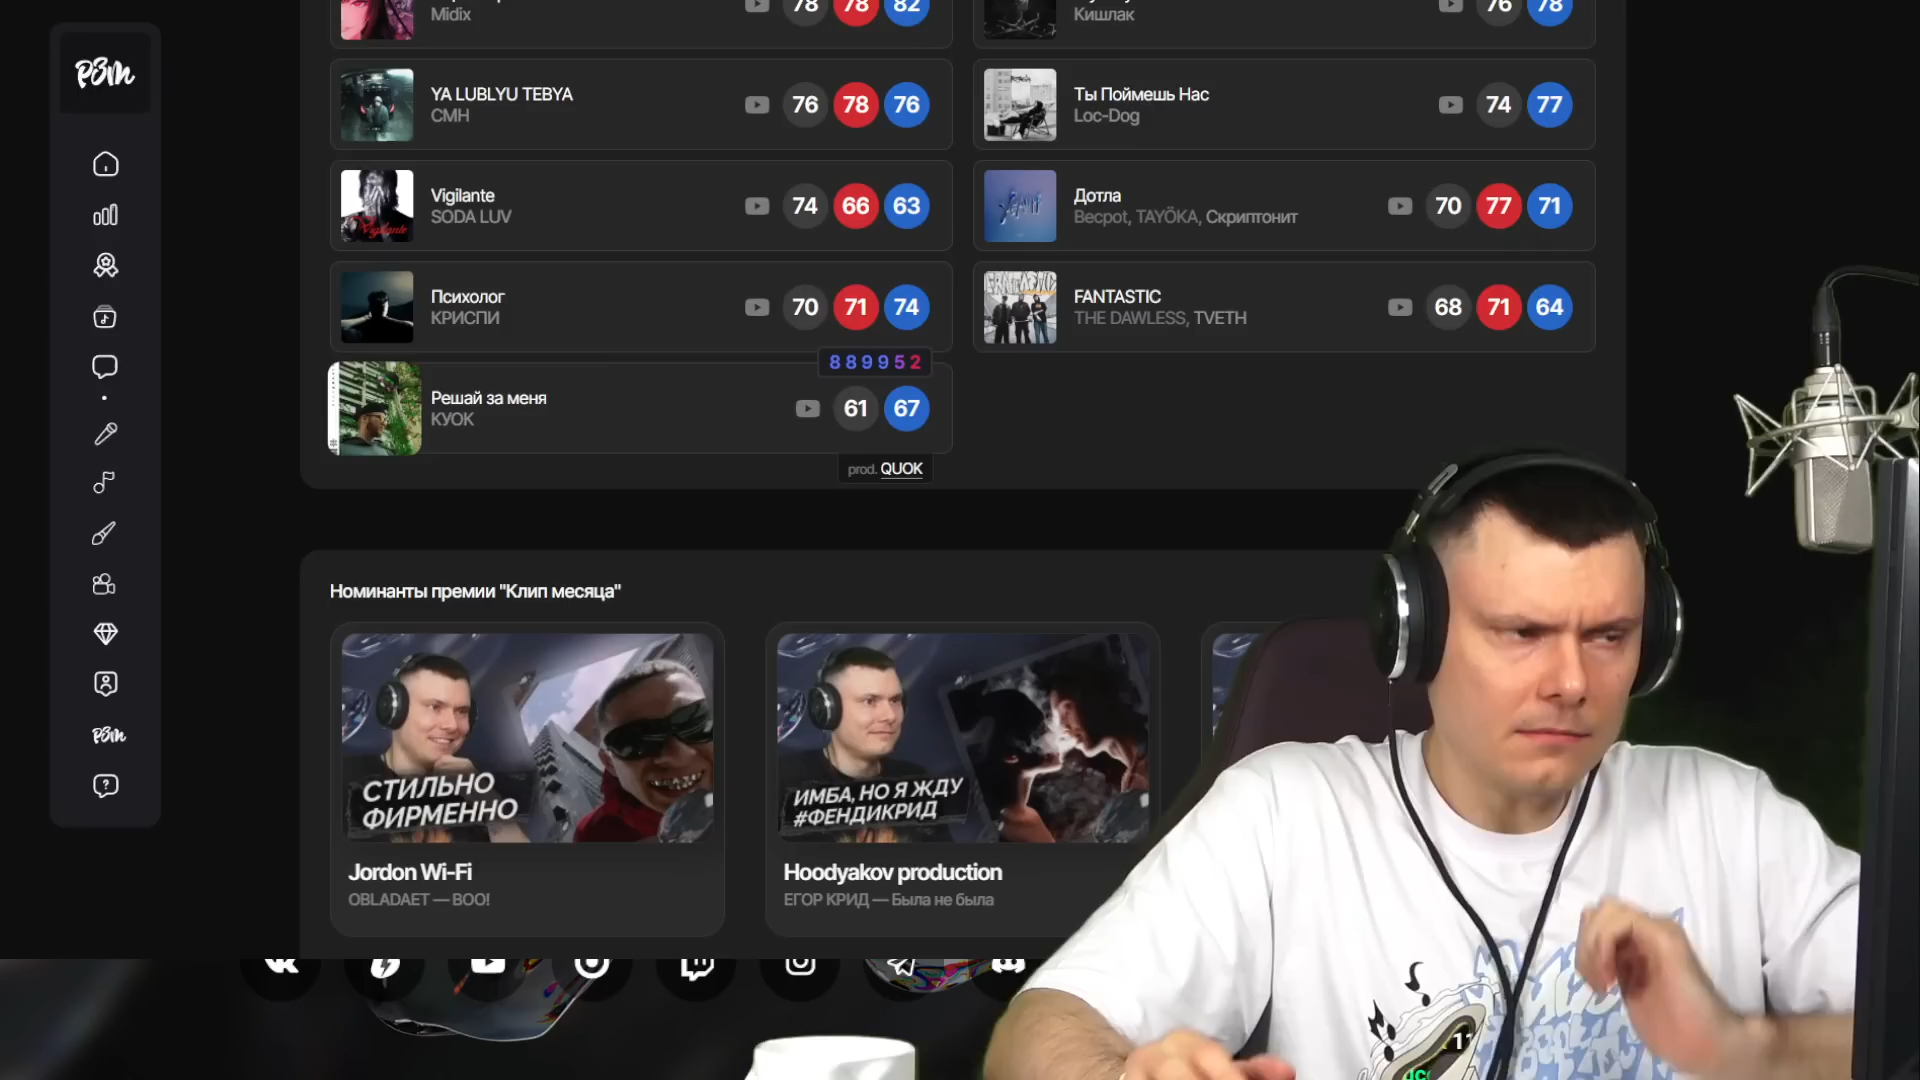 РЗТ
Midix
78 78 82
Кишлак
76 78
YA LUBLYU TEBYA
СМН
76 78 76
Ты Поймешь Нас
Loc-Dog
74 77
Vigilante
SODA LUV
74 66 63
Дотла
Весрот, TAYÖKA, Скриптонит
70 77 71
Психолог
КРИСПИ
70 71 74
FANTASTIC
THE DAWLESS, TVETH
68 71 64
889952
Решай за меня
КУОК
61 67
prod. QUOK
РЗТ
Номинанты премии "Клип месяца"
СТИЛЬНО
ФИРМЕННО
Jordon Wi-Fi
OBLADAET — BOO!
ИМБА, НО Я ЖДУ
#ФЕНДИКРИД
Hoodyakov production
ЕГОР КРИД — Была не была